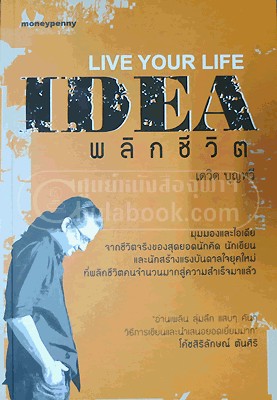 moneypenny
LIVE YOUR LIFE
IDEA
พลิกชีวิต
เดวิด บุญทวี
มุมมองและไอเดีย
จากชีวิตจริงของสุดยอดนักคิด นักเขียน
และนักสร้างแรงบันดาลใจยุคใหม่
ที่พลิกชีวิตคนจำนวนมากสู่ความสำเร็จมาแล้ว
"อ่านเพลิน ลุ่มลึก แสบๆ คันๆ
วิธีการเขียนและนำเสนอยอดเยี่ยมมาก"
โค้ชสิริลักษณ์ ตันศิริ